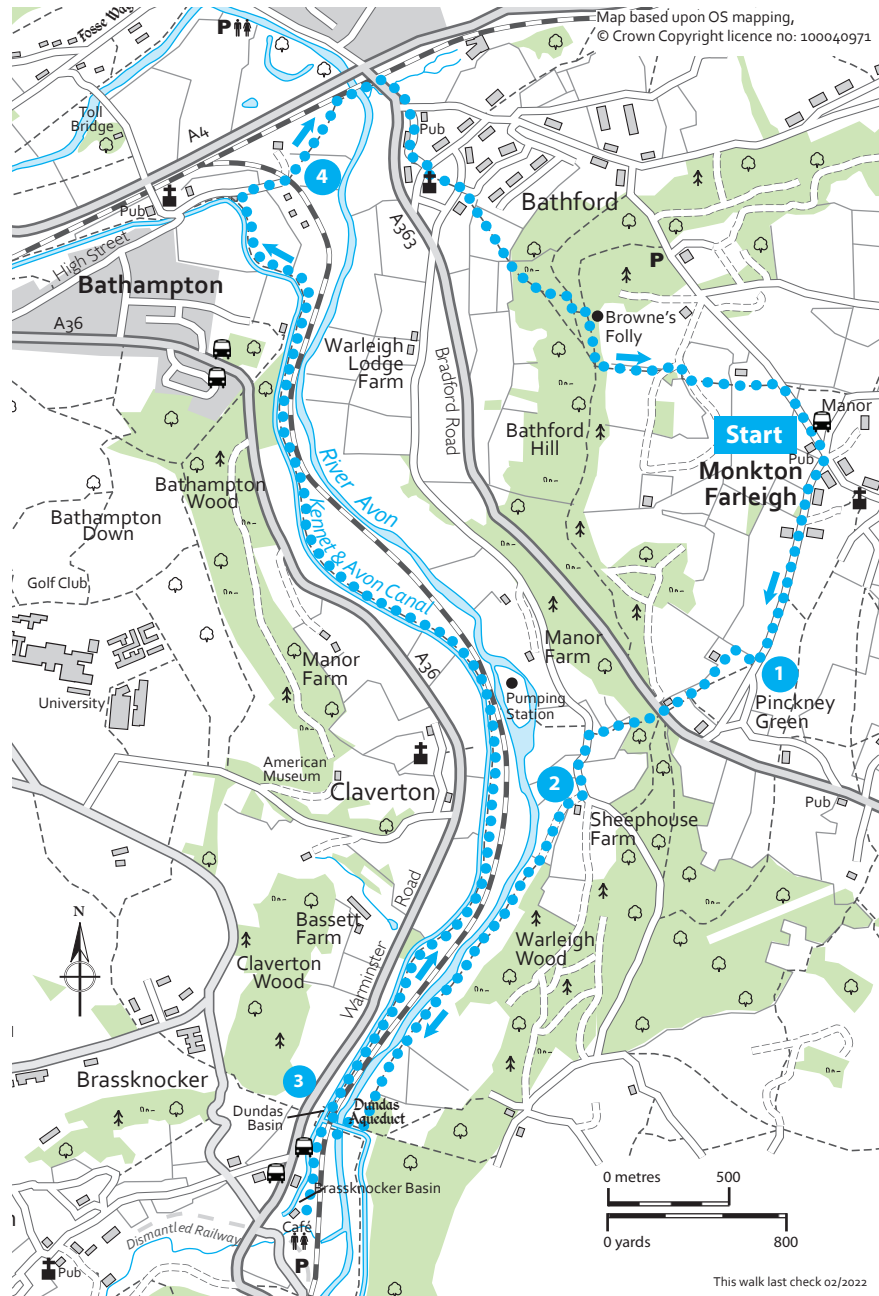 Map based upon OS mapping,
© Crown Copyright licence no: 100040971
Fosse Way
P
Toll
Bridge
A4
Pub
4
Pub
A363
Bathford
P
High Street
Bathampton
A36
Browne's
Folly
Warleigh
Lodge
Farm
Bradford Road
Manor
Start
Pub
Monkton
Farleigh
Bathford
Hill
River Avon
Bathampton
Wood
Bathampton
Down
Kennet & Avon Canal
Golf Club
Manor
Farm
A36
Manor
Farm
1
Pinckney
Green
University
Pumping
Station
American
Museum
2
Claverton
Pub
Sheephouse
Farm
Bassett
Farm
Warminster Road
Warleigh
Wood
N
Claverton
Wood
3
Brassknocker
Dundas
Basin
Dundas
Aqueduct
Brassknocker Basin
0 metres 500
Café
Dismantled Railway
P
Pub
0 yards 800
This walk last check 02/2022